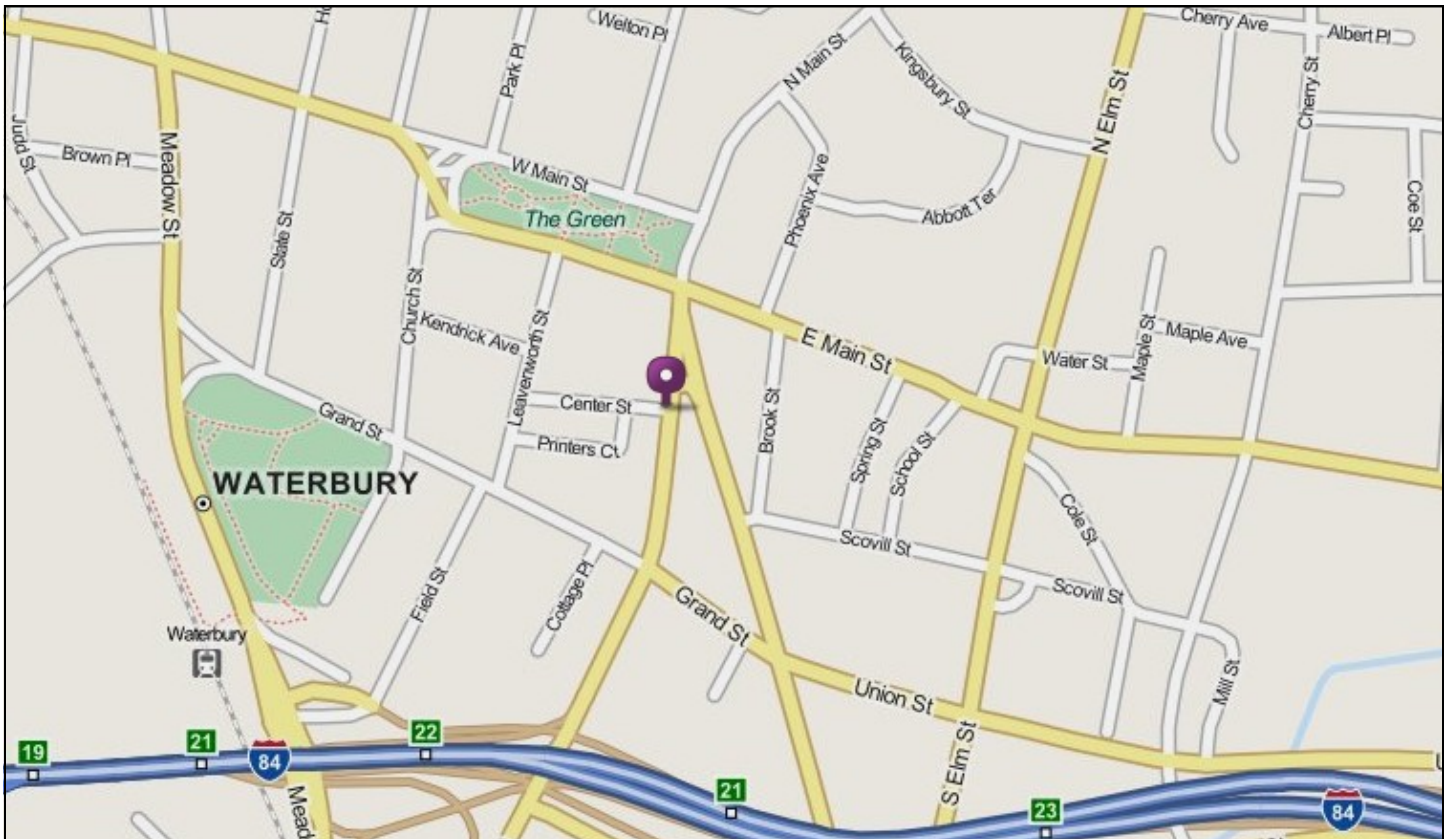 Welton Pl
Cherry Ave
Albert Pl
Park Pl
N Main St
Kingsbury St
N Elm St
Cherry St
Judd St
Brown Pl
Meadow St
W Main St
The Green
Phoenix Ave
Abbott Ter
Coe St
State St
Church St
Kendrick Ave
Leavenworth St
E Main St
Water St
Maple St
Maple Ave
Center St
Grand St
Printers Ct
Brook St
Spring St
School St
WATERBURY
Cole St
Scovill St
Field St
Cottage Pl
Grand St
Scovill St
Waterbury
Union St
Mill St
S Elm St
19
21
84
22
21
23
84